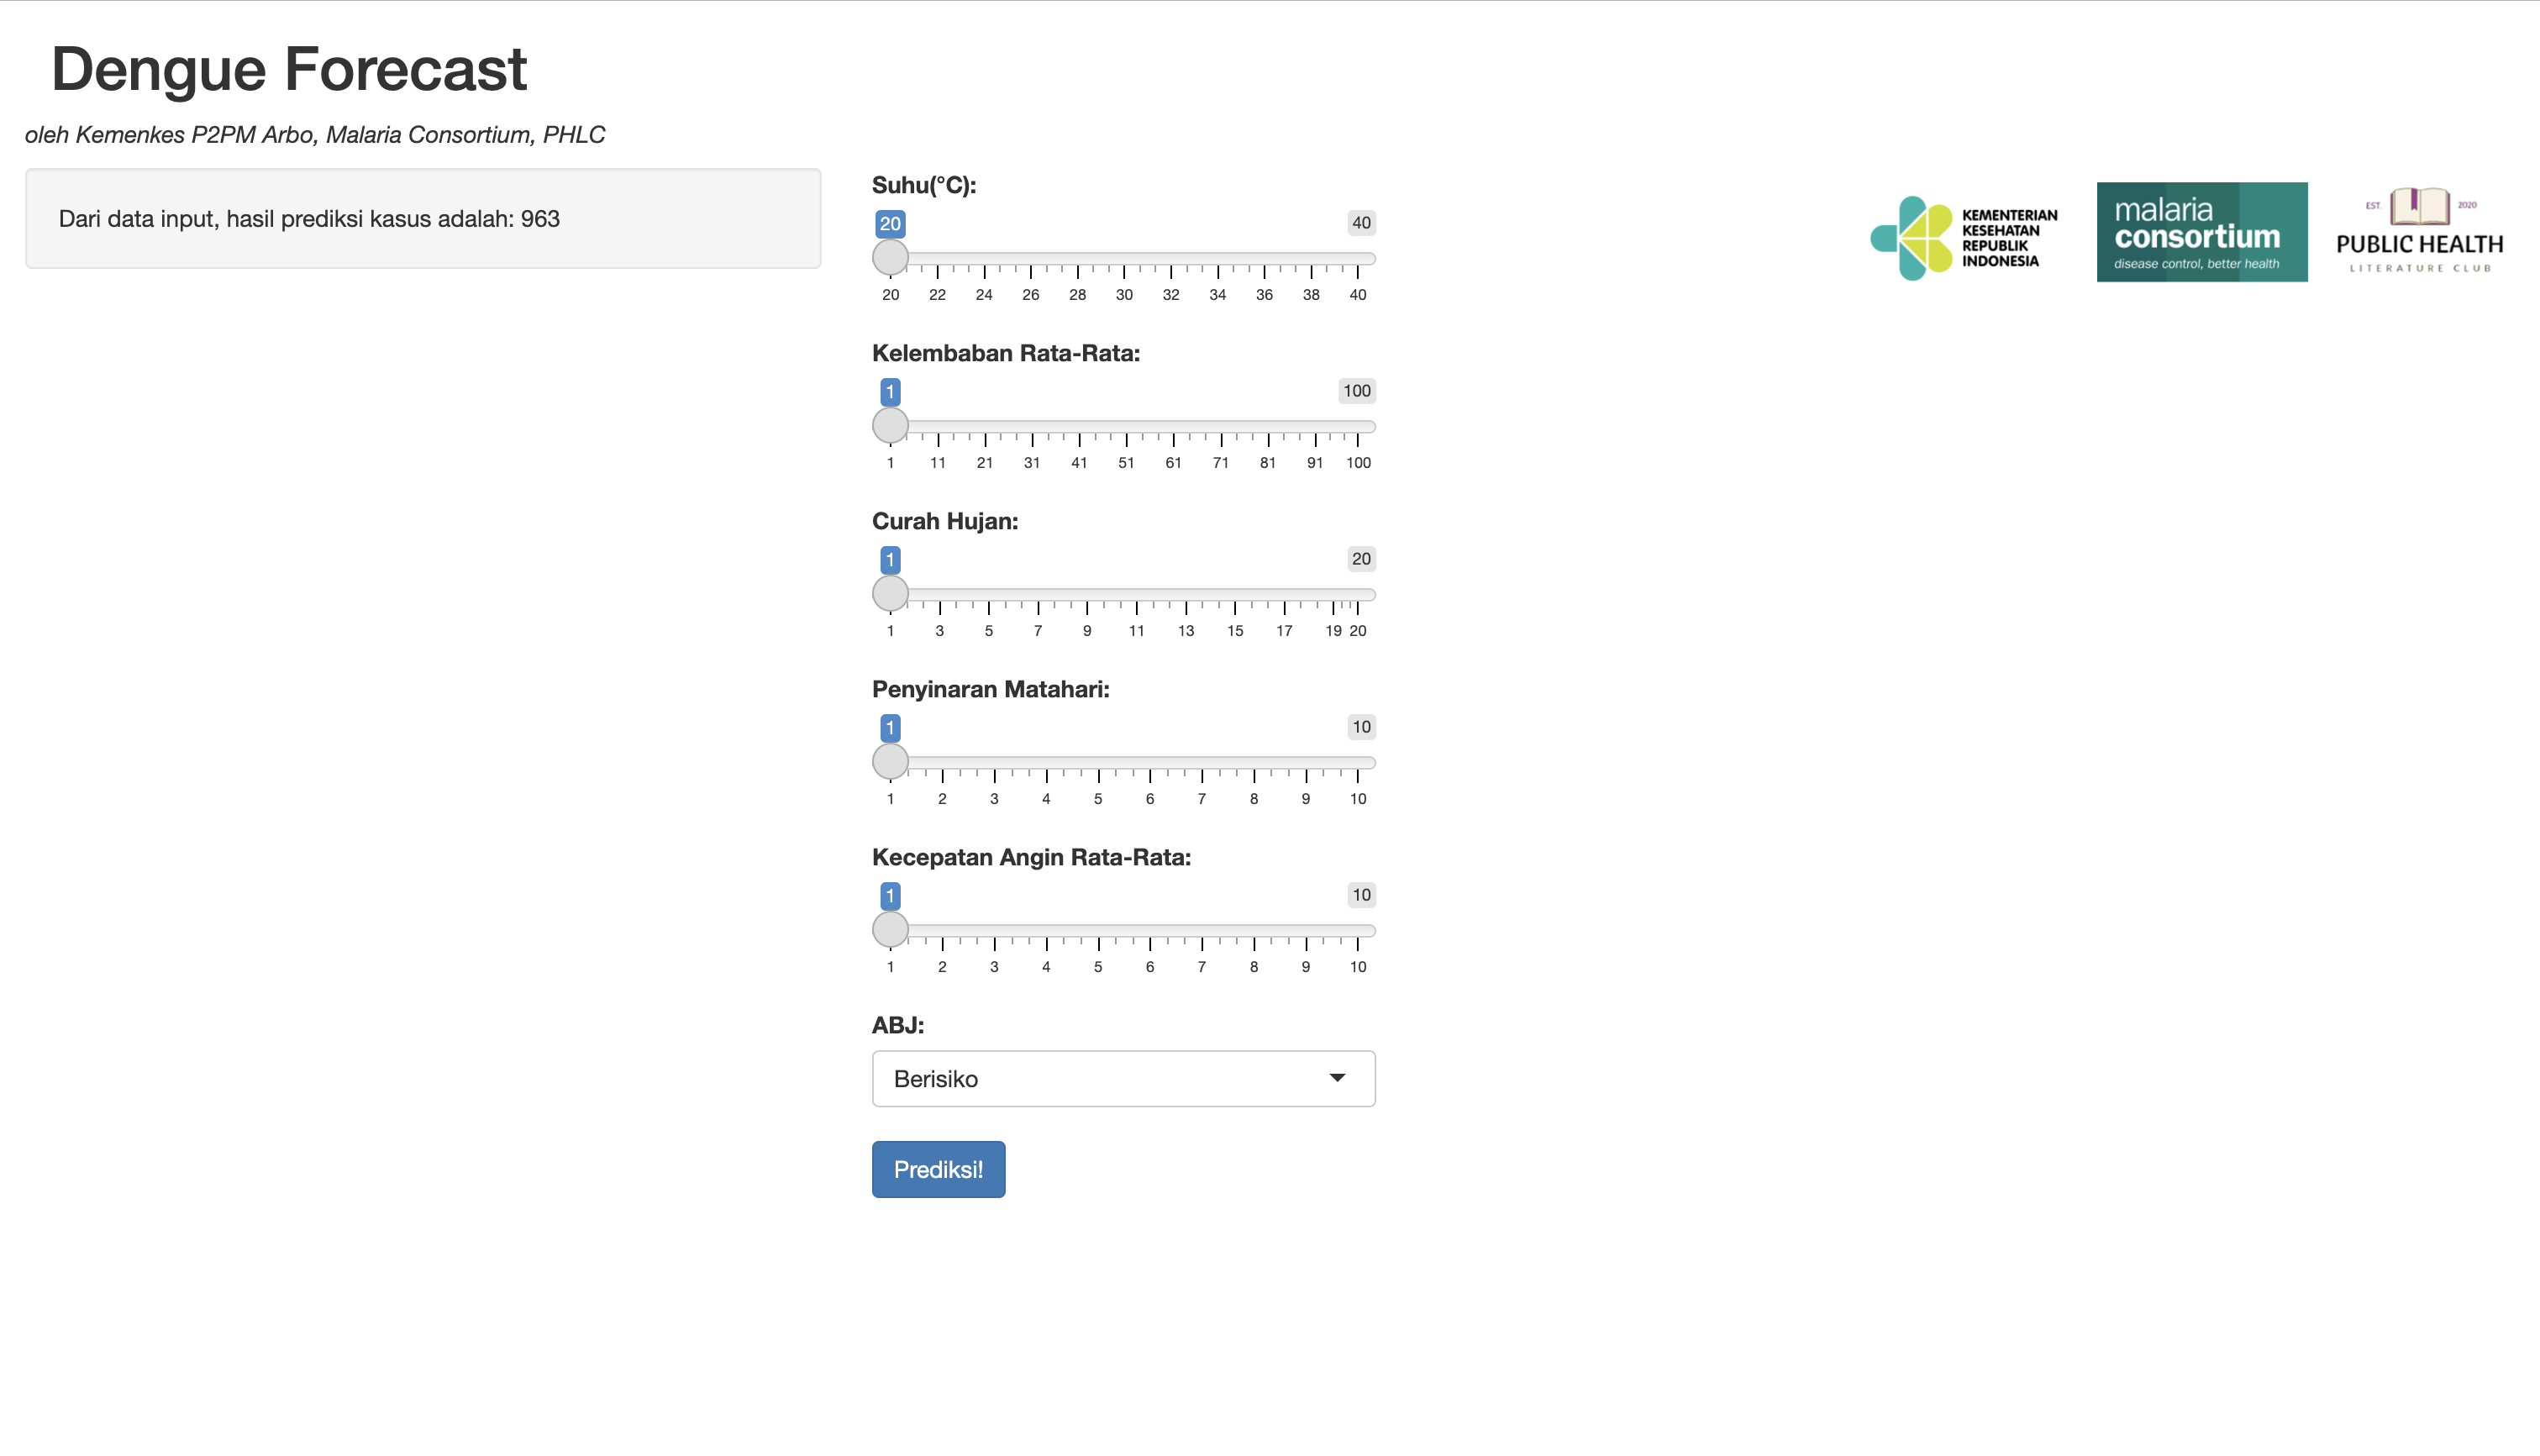 Dengue Forecast
oleh Kemenkes P2PM Arbo, Malaria Consortium, PHLC
Dari data input, hasil prediksi kasus adalah: 963
Suhu(°C):
20 40
20 22 24 26 28 30 32 34 36 38 40
Kelembaban Rata-Rata:
1 100
1 11 21 31 41 51 61 71 81 91 100
Curah Hujan:
1 20
1 3 5 7 9 11 13 15 17 19 20
Penyinaran Matahari:
1 10
1 2 3 4 5 6 7 8 9 10
Kecepatan Angin Rata-Rata:
1 10
1 2 3 4 5 6 7 8 9 10
ABJ:
Berisiko
Prediksi!
KEMENTERIAN
KESEHATAN
REPUBLIK
INDONESIA
malaria
consortium
disease control, better health
EST. 2020
PUBLIC HEALTH
LITERATURE CLUB